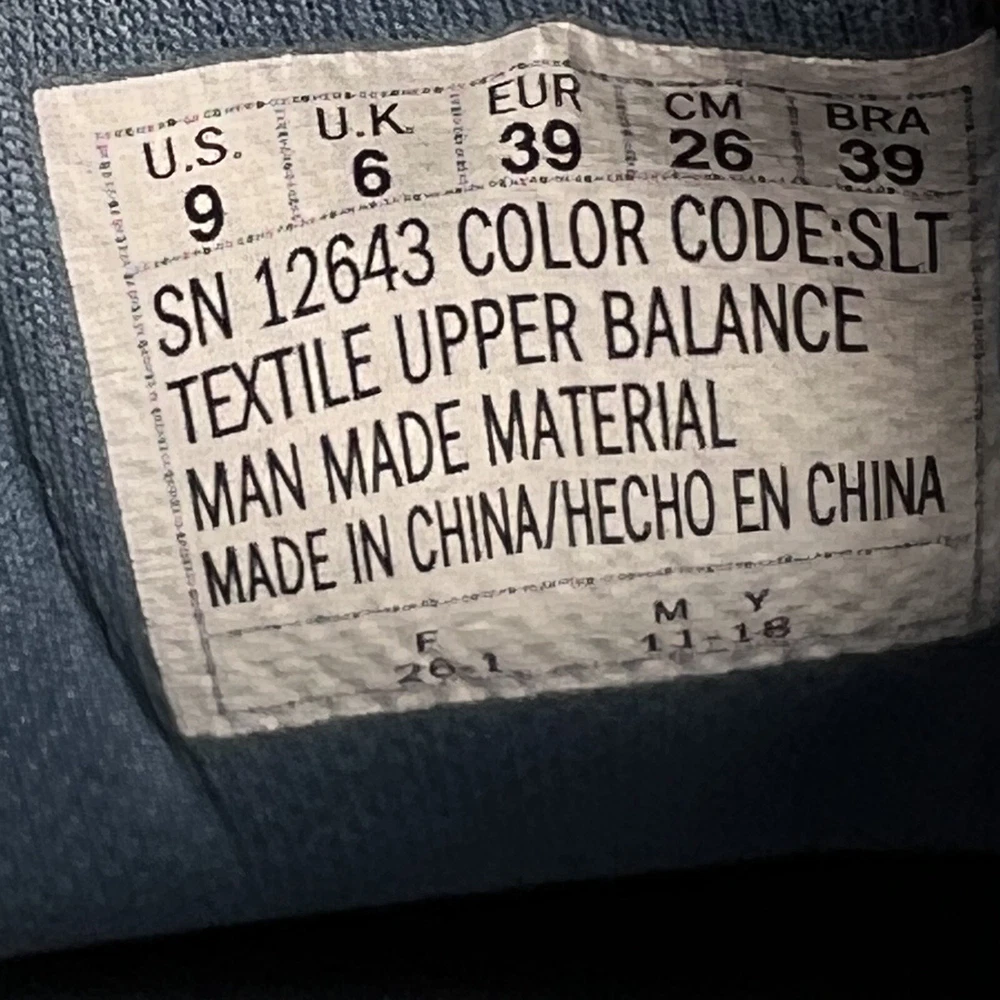 U.S. U.K. EUR CM BRA
9 6 39 26 39
SN 12643 COLOR CODE:SLT
TEXTILE UPPER BALANCE
MAN MADE MATERIAL
MADE IN CHINA/HECHO EN CHINA
F M Y
26-1 11-18